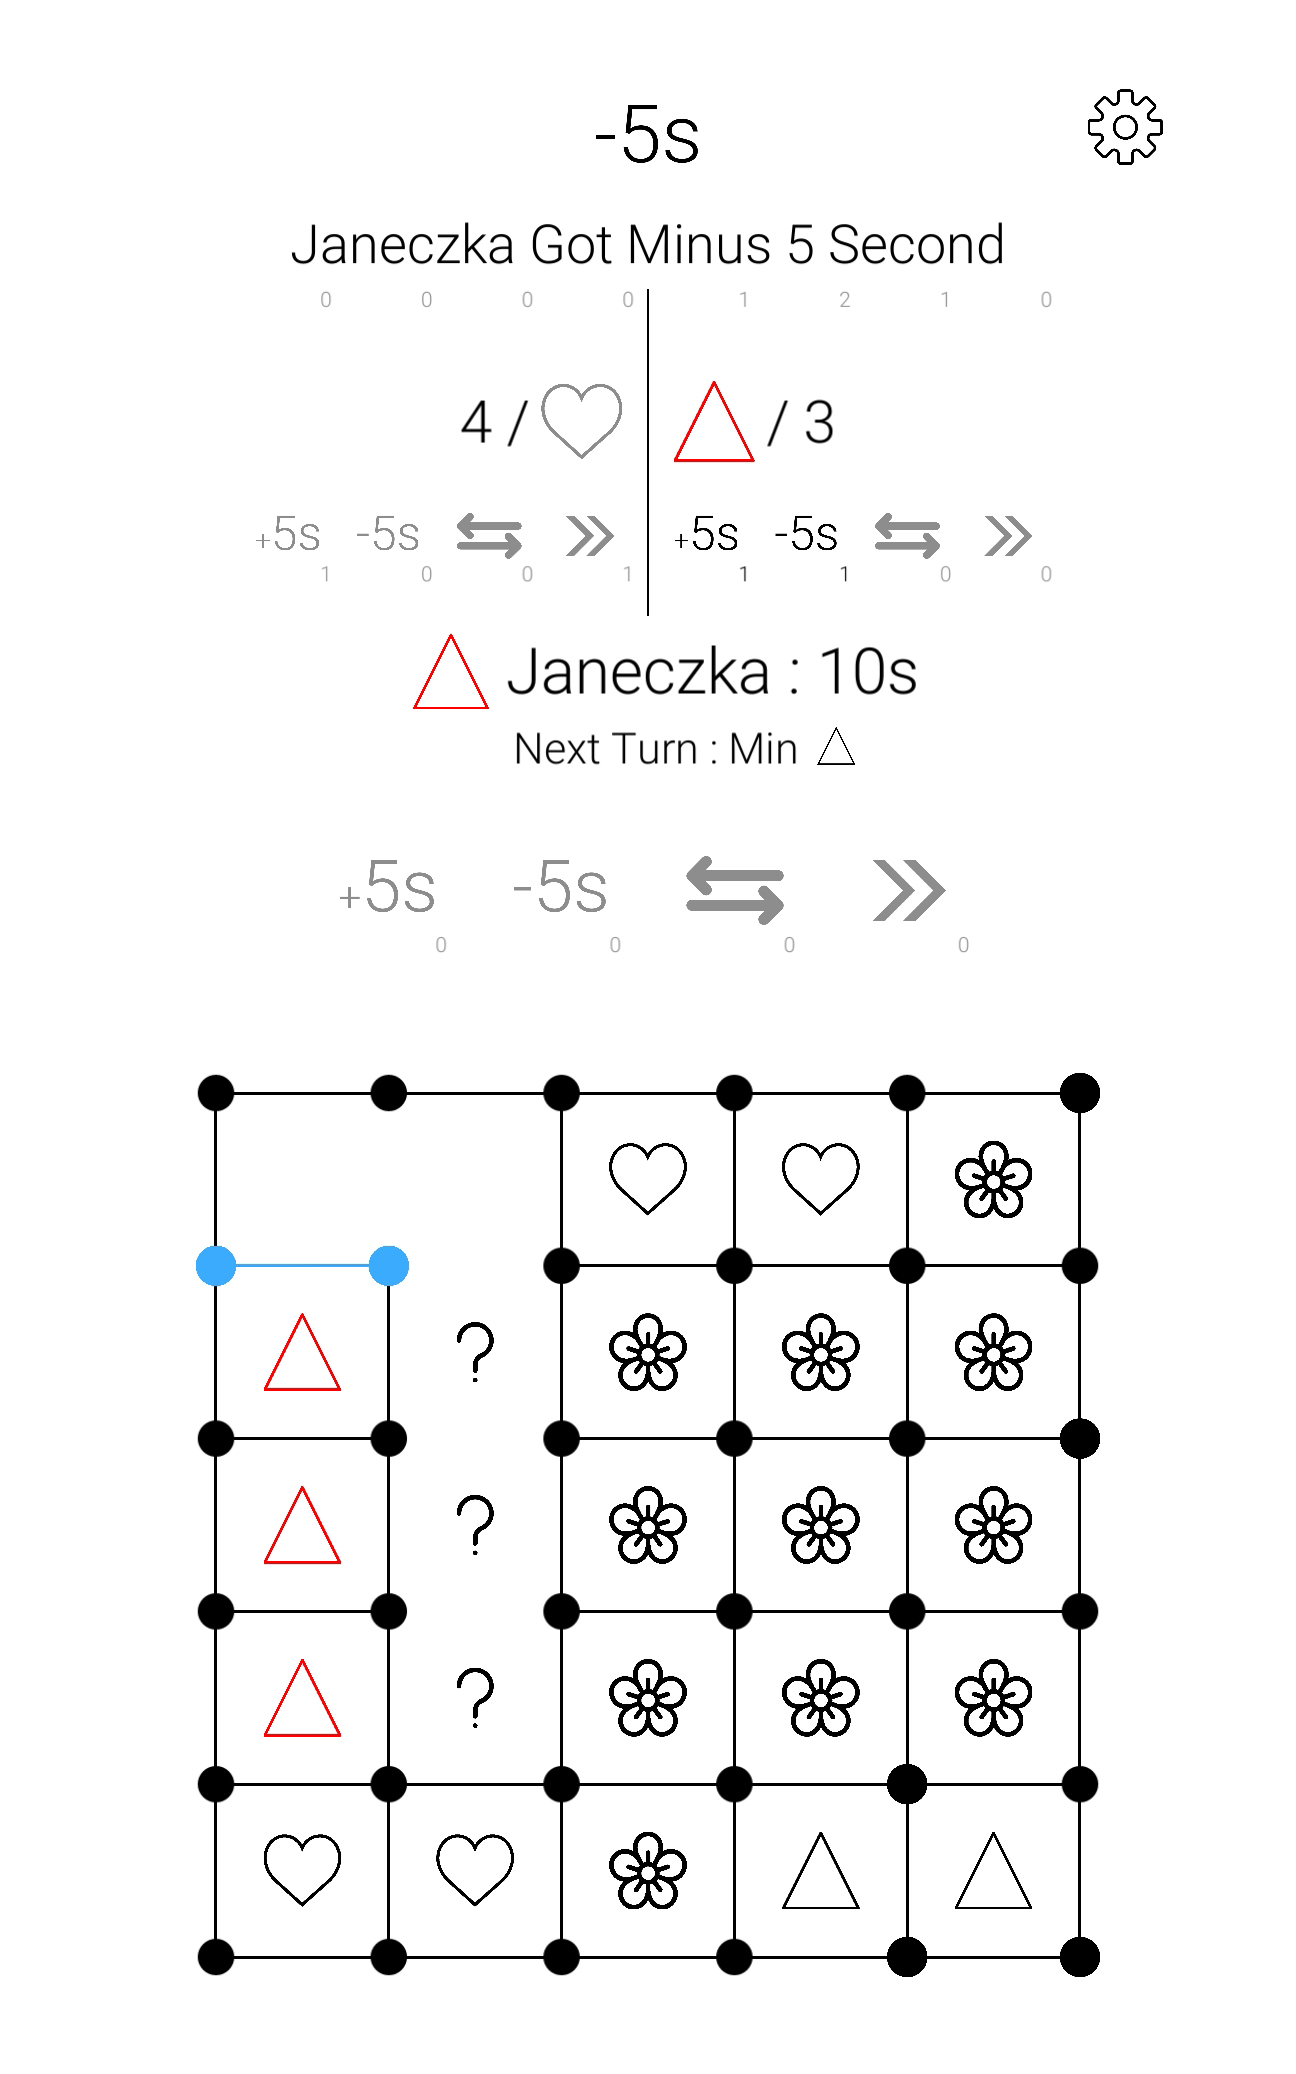 -5s
Janeczka Got Minus 5 Second
0 0 0 0 1 2 1 0
4 / / 3
+5s -5s +5s -5s
1 0 0 1 1 1 0 0
Janeczka : 10s
Next Turn : Min
+5s -5s
0 0 0 0
?
?
?